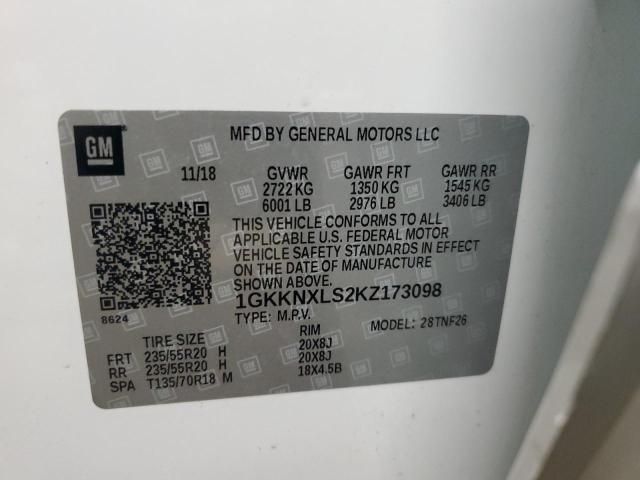 GM
MFD BY GENERAL MOTORS LLC
11/18 GVWR GAWR FRT GAWR RR
2722 KG 1350 KG 1545 KG
6001 LB 2976 LB 3406 LB
THIS VEHICLE CONFORMS TO ALL
APPLICABLE U.S. FEDERAL MOTOR
VEHICLE SAFETY STANDARDS IN EFFECT
ON THE DATE OF MANUFACTURE
1GKKNXLS2KZ173098
8624
TYPE: M.P.V. MODEL: 28TNF26
TIRE SIZE RIM
FRT 235/55R20 H 20X8J
RR 235/55R20 H 20X8J
SPA T135/70R18 M 18X4.5B